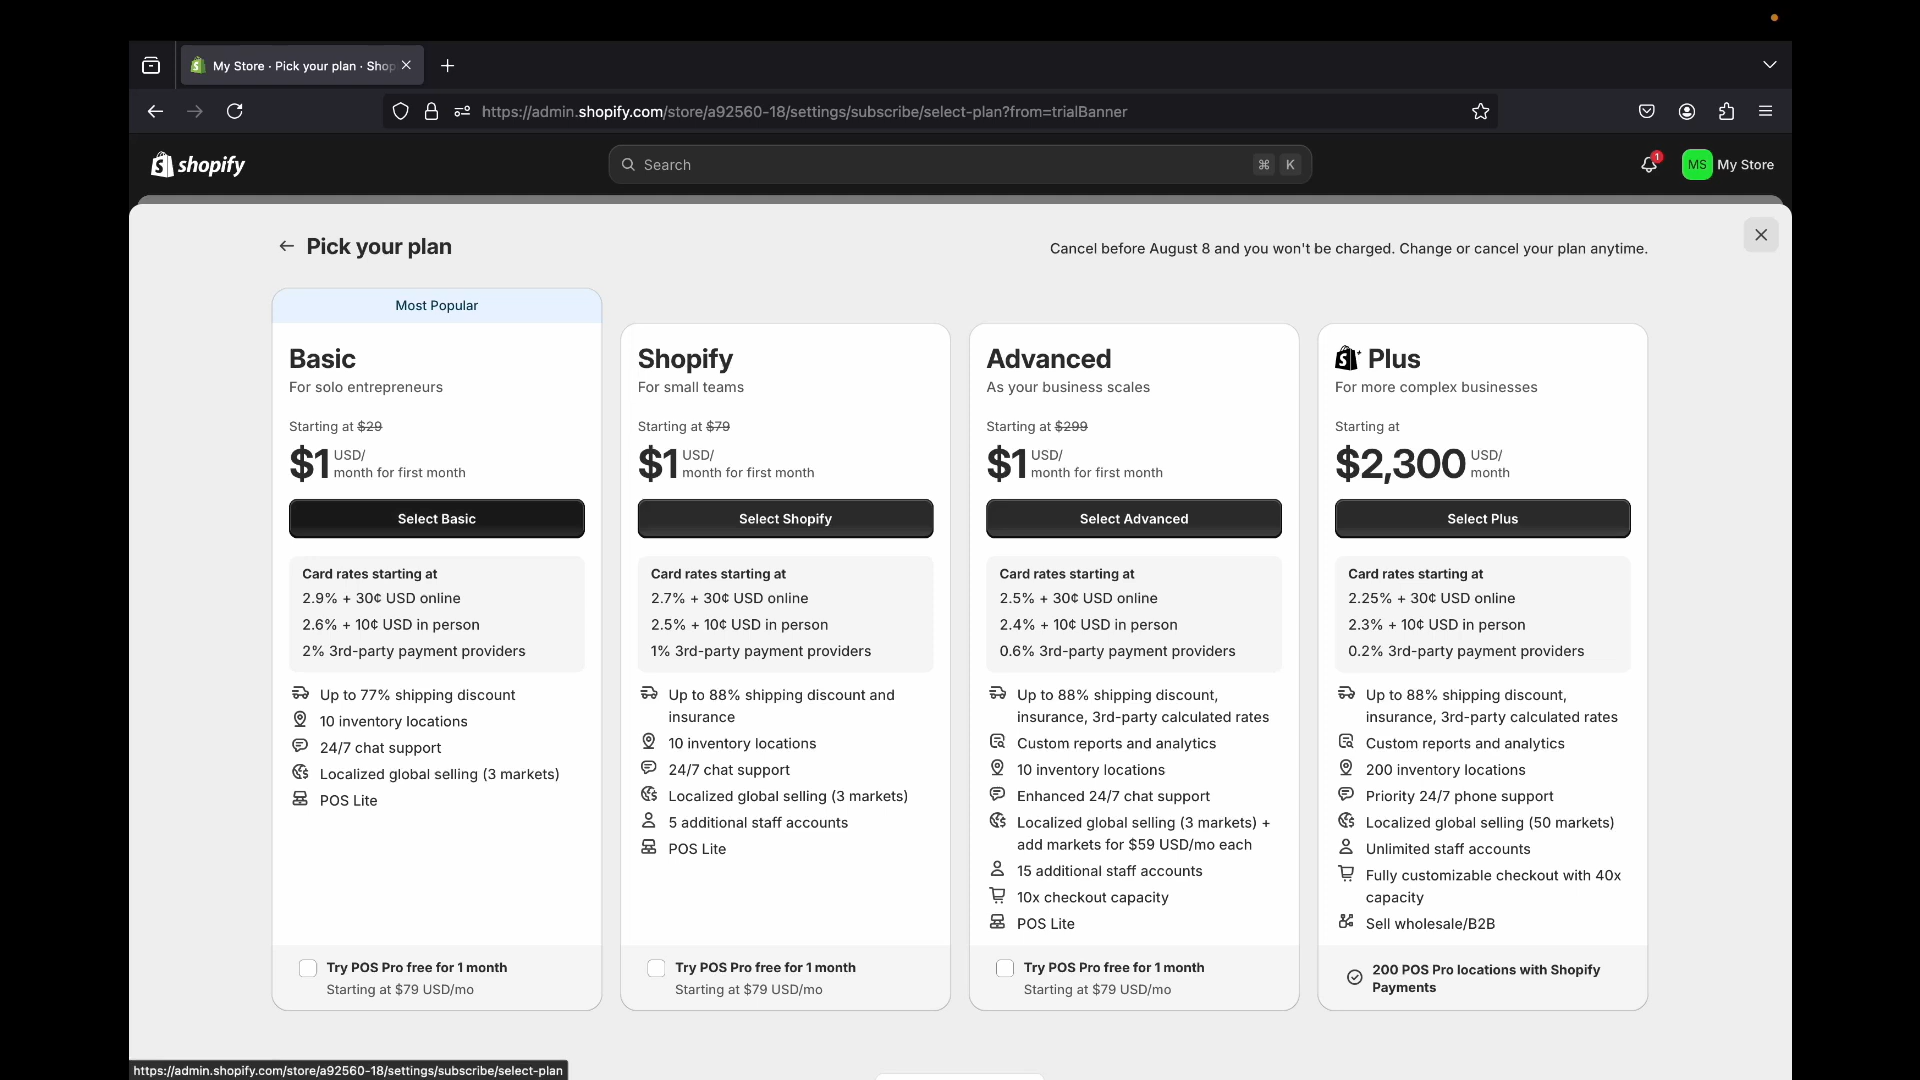 My Store · Pick your plan · Shop
https://admin.shopify.com/store/a92560-18/settings/subscribe/select-plan?from=trialBanner
shopify
Search
⌘ K
1
MS My Store
Pick your plan
Cancel before August 8 and you won't be charged. Change or cancel your plan anytime.
Most Popular
Basic
For solo entrepreneurs
Starting at $29
$1 USD/
month for first month
Select Basic
Card rates starting at
2.9% + 30¢ USD online
2.6% + 10¢ USD in person
2% 3rd-party payment providers
Up to 77% shipping discount
10 inventory locations
24/7 chat support
Localized global selling (3 markets)
POS Lite
Try POS Pro free for 1 month
Starting at $79 USD/mo
Shopify
For small teams
Starting at $79
$1 USD/
month for first month
Select Shopify
Card rates starting at
2.7% + 30¢ USD online
2.5% + 10¢ USD in person
1% 3rd-party payment providers
Up to 88% shipping discount and
insurance
10 inventory locations
24/7 chat support
Localized global selling (3 markets)
5 additional staff accounts
POS Lite
Try POS Pro free for 1 month
Starting at $79 USD/mo
Advanced
As your business scales
Starting at $299
$1 USD/
month for first month
Select Advanced
Card rates starting at
2.5% + 30¢ USD online
2.4% + 10¢ USD in person
0.6% 3rd-party payment providers
Up to 88% shipping discount,
insurance, 3rd-party calculated rates
Custom reports and analytics
10 inventory locations
Enhanced 24/7 chat support
Localized global selling (3 markets) +
add markets for $59 USD/mo each
15 additional staff accounts
10x checkout capacity
POS Lite
Try POS Pro free for 1 month
Starting at $79 USD/mo
Plus
For more complex businesses
Starting at
$2,300 USD/
month
Select Plus
Card rates starting at
2.25% + 30¢ USD online
2.3% + 10¢ USD in person
0.2% 3rd-party payment providers
Up to 88% shipping discount,
insurance, 3rd-party calculated rates
Custom reports and analytics
200 inventory locations
Priority 24/7 phone support
Localized global selling (50 markets)
Unlimited staff accounts
Fully customizable checkout with 40x
capacity
Sell wholesale/B2B
200 POS Pro locations with Shopify
Payments
https://admin.shopify.com/store/a92560-18/settings/subscribe/select-plan